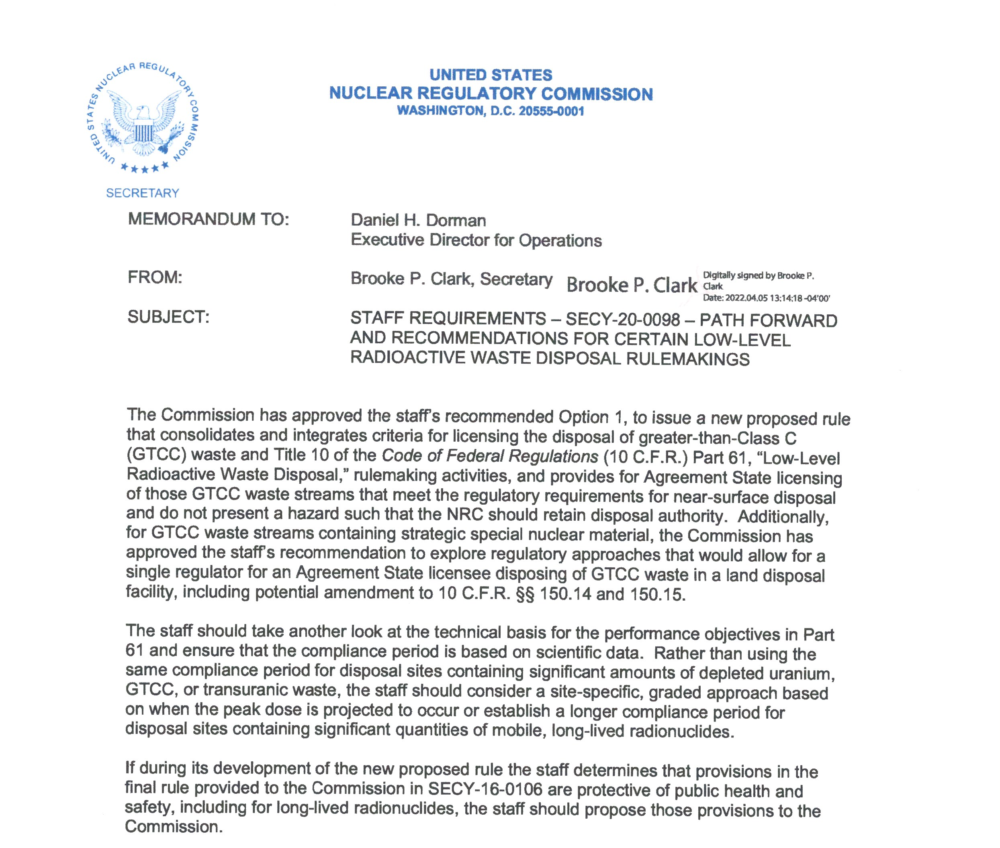 UNITED STATES NUCLEAR REGULATORY COMMISSION
UNITED STATES
NUCLEAR REGULATORY COMMISSION
WASHINGTON, D.C. 20555-0001
SECRETARY
MEMORANDUM TO: Daniel H. Dorman
Executive Director for Operations
FROM: Brooke P. Clark, Secretary Brooke P. Clark
Digitally signed by Brooke P.
Clark
Date: 2022.04.05 13:14:18 -04'00'
SUBJECT: STAFF REQUIREMENTS – SECY-20-0098 – PATH FORWARD
AND RECOMMENDATIONS FOR CERTAIN LOW-LEVEL
RADIOACTIVE WASTE DISPOSAL RULEMAKINGS
The Commission has approved the staff's recommended Option 1, to issue a new proposed rule
that consolidates and integrates criteria for licensing the disposal of greater-than-Class C
(GTCC) waste and Title 10 of the Code of Federal Regulations (10 C.F.R.) Part 61, “Low-Level
Radioactive Waste Disposal,” rulemaking activities, and provides for Agreement State licensing
of those GTCC waste streams that meet the regulatory requirements for near-surface disposal
and do not present a hazard such that the NRC should retain disposal authority. Additionally,
for GTCC waste streams containing strategic special nuclear material, the Commission has
approved the staff's recommendation to explore regulatory approaches that would allow for a
single regulator for an Agreement State licensee disposing of GTCC waste in a land disposal
facility, including potential amendment to 10 C.F.R. §§ 150.14 and 150.15.
The staff should take another look at the technical basis for the performance objectives in Part
61 and ensure that the compliance period is based on scientific data. Rather than using the
same compliance period for disposal sites containing significant amounts of depleted uranium,
GTCC, or transuranic waste, the staff should consider a site-specific, graded approach based
on when the peak dose is projected to occur or establish a longer compliance period for
disposal sites containing significant quantities of mobile, long-lived radionuclides.
If during its development of the new proposed rule the staff determines that provisions in the
final rule provided to the Commission in SECY-16-0106 are protective of public health and
safety, including for long-lived radionuclides, the staff should propose those provisions to the
Commission.